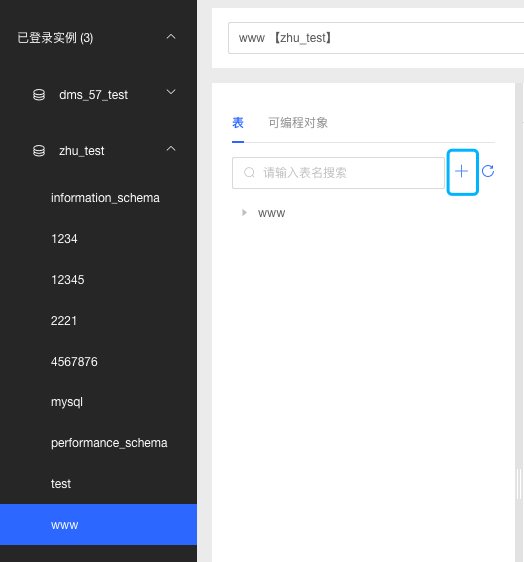 已登录实例 (3)
dms_57_test
zhu_test
information_schema
1234
12345
2221
4567876
mysql
performance_schema
test
www
www 【zhu_test】
表 可编程对象
请输入表名搜索
www